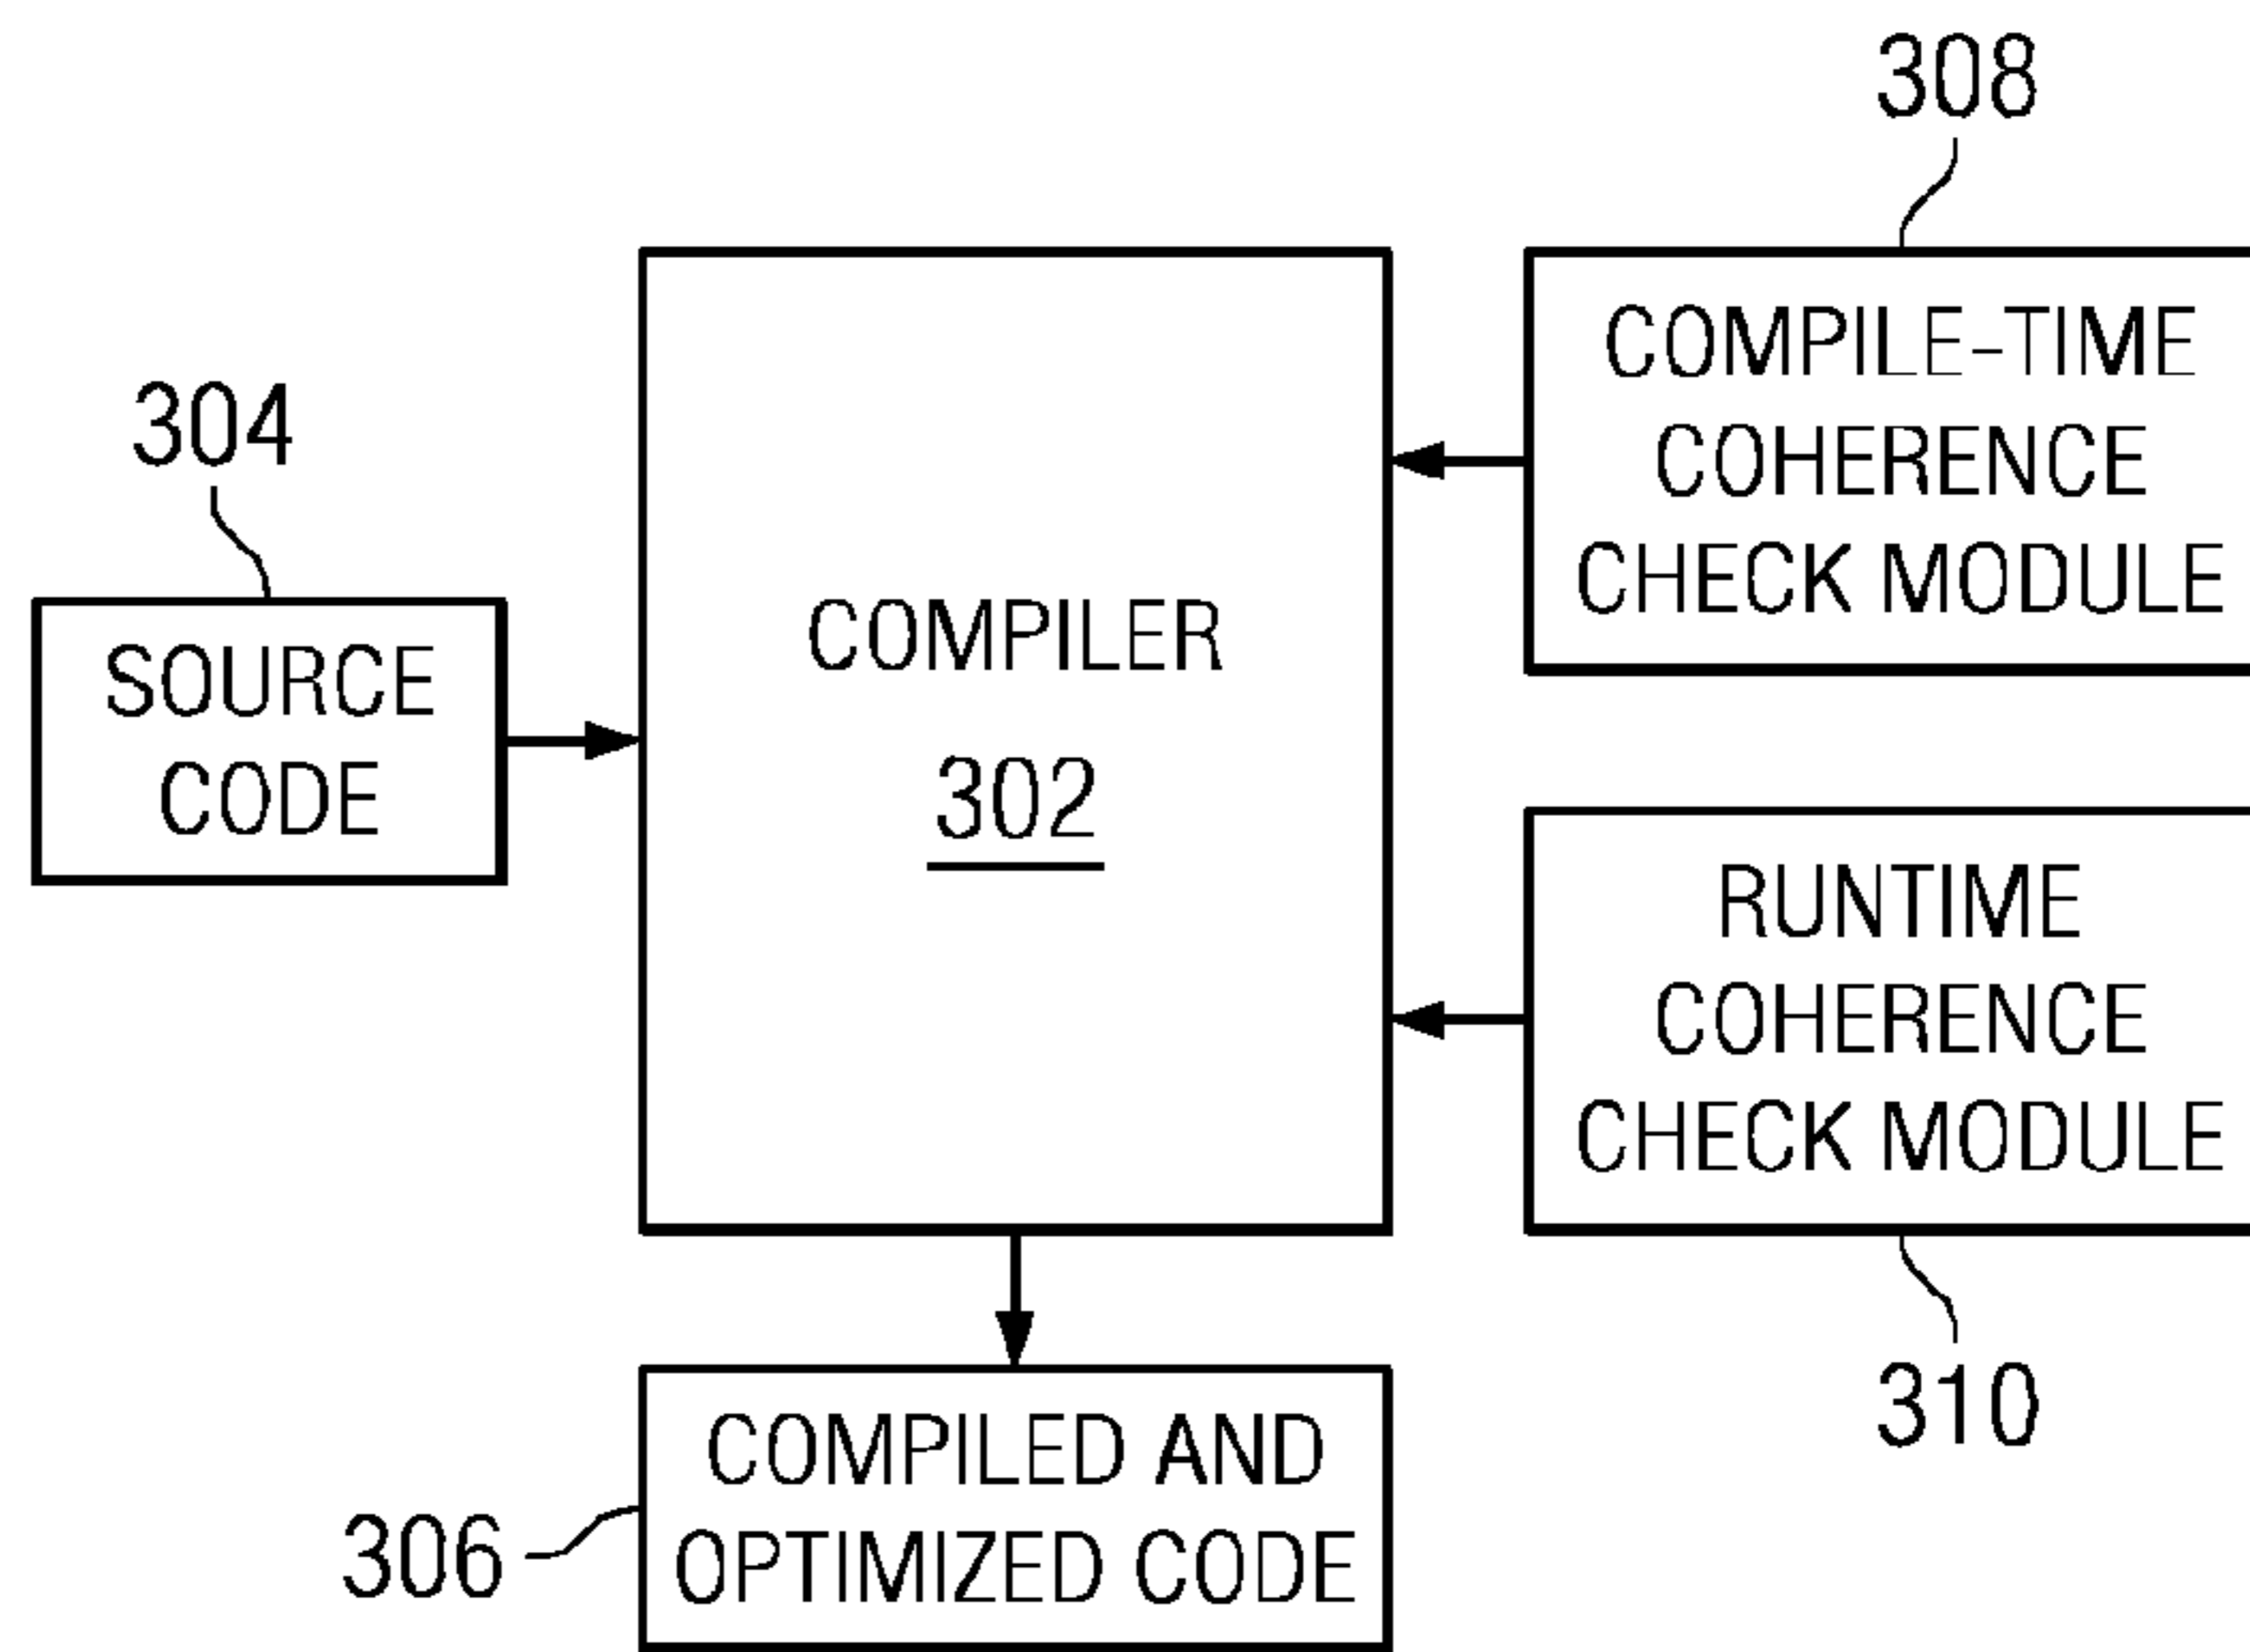 308
COMPILE-TIME
COHERENCE
CHECK MODULE
304
SOURCE
CODE
COMPILER
302
RUNTIME
COHERENCE
CHECK MODULE
310
COMPILED AND
OPTIMIZED CODE
306